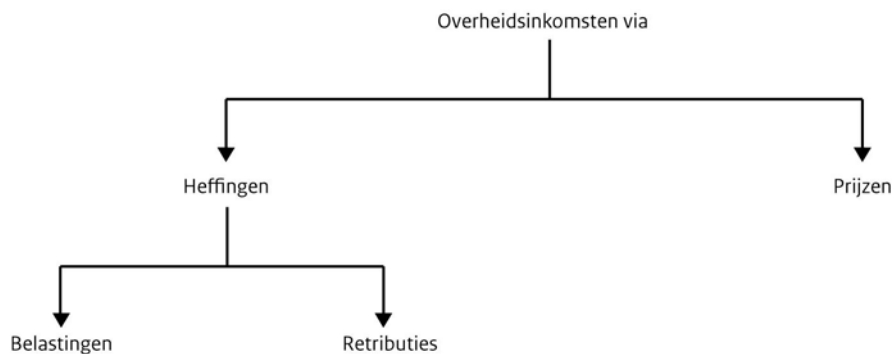 Overheidsinkomsten via
Heffingen
Prijzen
Belastingen
Retributies